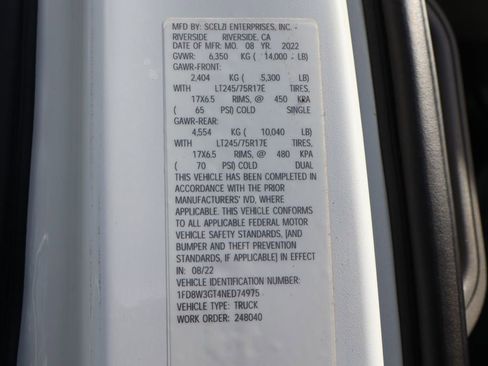 MFD BY: SCELZI ENTERPRISES, INC. -
RIVERSIDE RIVERSIDE, CA
DATE OF MFR: MO. 08 YR. 2022
GVWR: 6,350 KG ( 14,000 LB)
GAWR-FRONT:
2,404 KG ( 5,300 LB)
WITH LT245/75R17E TIRES,
17X6.5 RIMS, @ 450 KPA
( 65 PSI) COLD SINGLE
GAWR-REAR:
4,554 KG ( 10,040 LB)
WITH LT245/75R17E TIRES,
17X6.5 RIMS, @ 480 KPA
( 70 PSI) COLD DUAL
THIS VEHICLE HAS BEEN COMPLETED IN
ACCORDANCE WITH THE PRIOR
MANUFACTURERS' IVD, WHERE
APPLICABLE. THIS VEHICLE CONFORMS
TO ALL APPLICABLE FEDERAL MOTOR
VEHICLE SAFETY STANDARDS, [AND
BUMPER AND THEFT PREVENTION
STANDARDS, IF APPLICABLE] IN EFFECT
IN: 08/22
VEHICLE IDENTIFICATION NUMBER:
1FD8W3GT4NED74975
VEHICLE TYPE: TRUCK
WORK ORDER: 248040